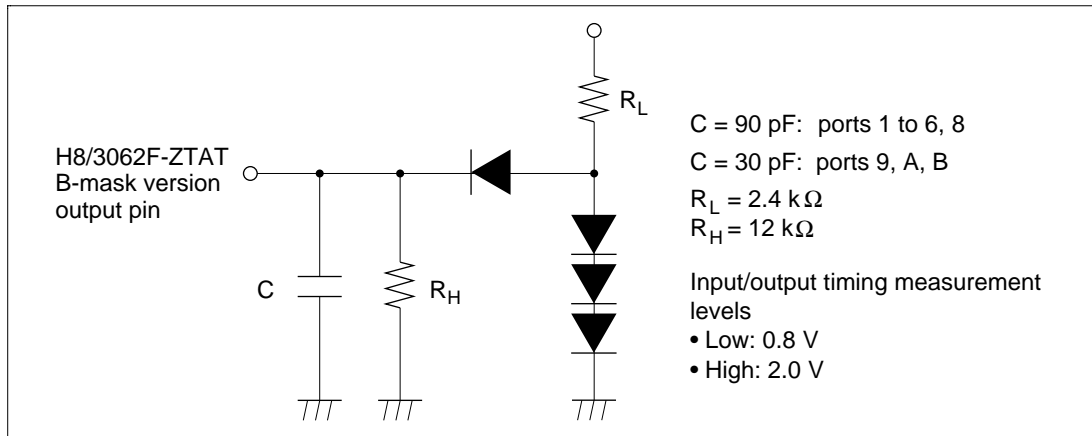 R_L
C = 90 pF: ports 1 to 6, 8
C = 30 pF: ports 9, A, B
R_L = 2.4 kΩ
R_H = 12 kΩ
H8/3062F-ZTAT
B-mask version
output pin
C
R_H
Input/output timing measurement
levels
• Low: 0.8 V
• High: 2.0 V